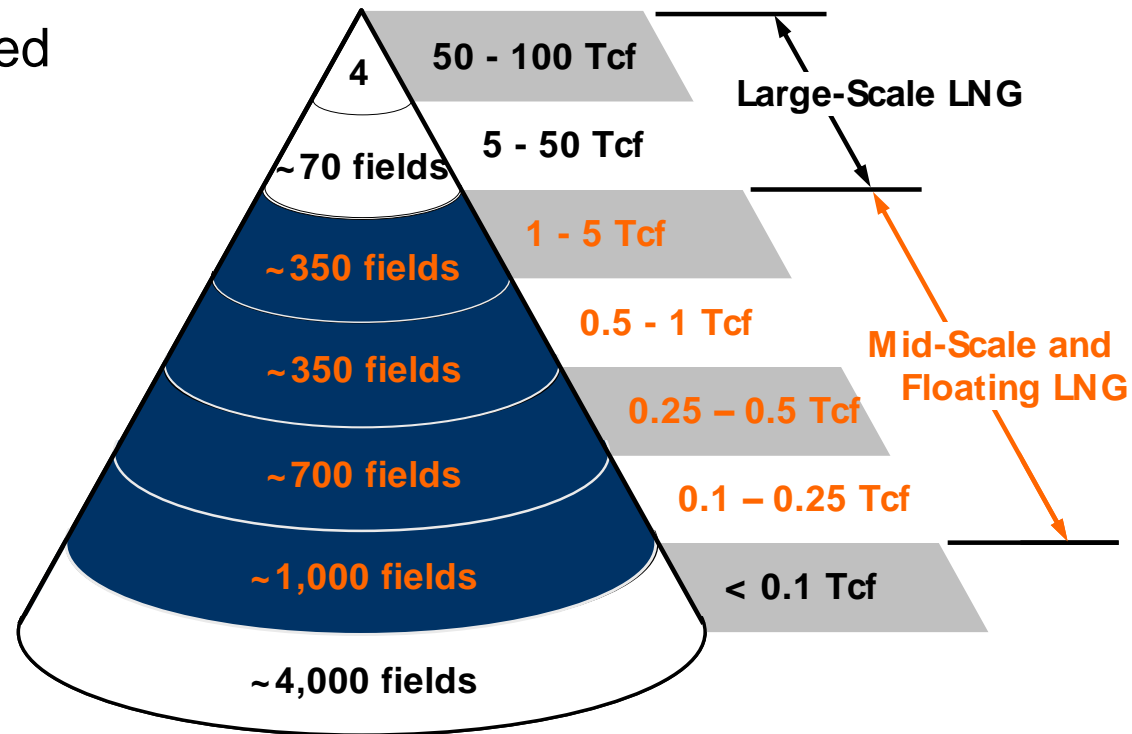 ed
4
50 - 100 Tcf
Large-Scale LNG
~70 fields
5 - 50 Tcf
~350 fields
1 - 5 Tcf
~350 fields
0.5 - 1 Tcf
Mid-Scale and
Floating LNG
~700 fields
0.25 – 0.5 Tcf
~1,000 fields
0.1 – 0.25 Tcf
~4,000 fields
< 0.1 Tcf